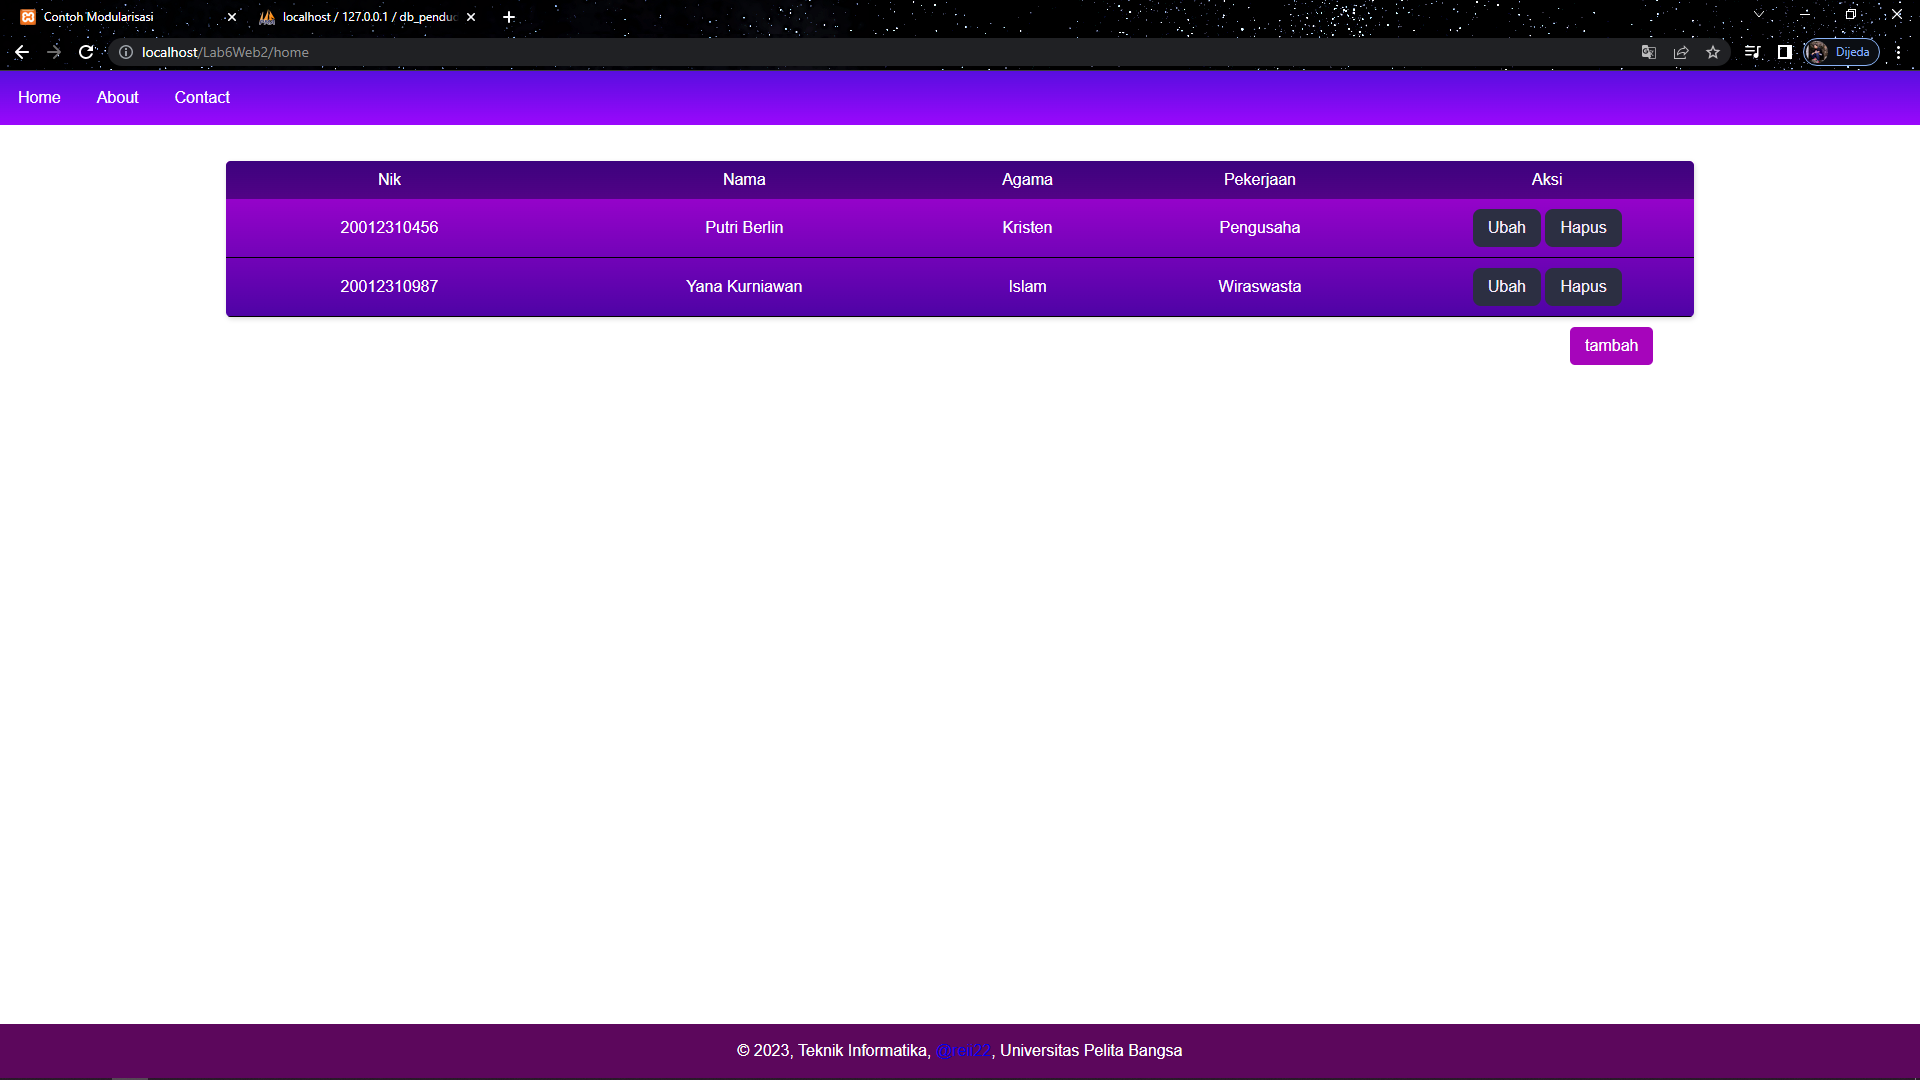 Contoh Modularisasi
localhost / 127.0.0.1 / db_pendu
localhost/Lab6Web2/home
Dijeda
Home About Contact
Nik Nama Agama Pekerjaan Aksi
20012310456 Putri Berlin Kristen Pengusaha Ubah Hapus
20012310987 Yana Kurniawan Islam Wiraswasta Ubah Hapus
tambah
© 2023, Teknik Informatika, , Universitas Pelita Bangsa